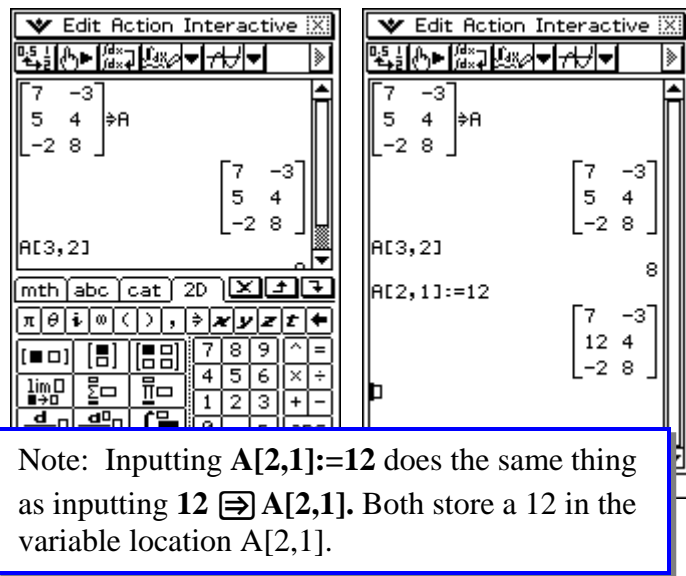 Edit Action Interactive
[7 -3]
[5 4]⇒A
[-2 8]
[7 -3]
[5 4]
[-2 8]
A[3,2]
mth abc cat 2D
π θ i ∞ ( ) , ⇒ x y z t
7 8 9 ^ =
lim 4 5 6 × ÷
Σ Π
1 2 3 + -
Edit Action Interactive
[7 -3]
[5 4]⇒A
[-2 8]
[7 -3]
[5 4]
[-2 8]
A[3,2]
8
A[2,1]:=12
[7 -3]
[12 4]
[-2 8]
Note: Inputting A[2,1]:=12 does the same thing
as inputting 12 ⇒ A[2,1]. Both store a 12 in the
variable location A[2,1].